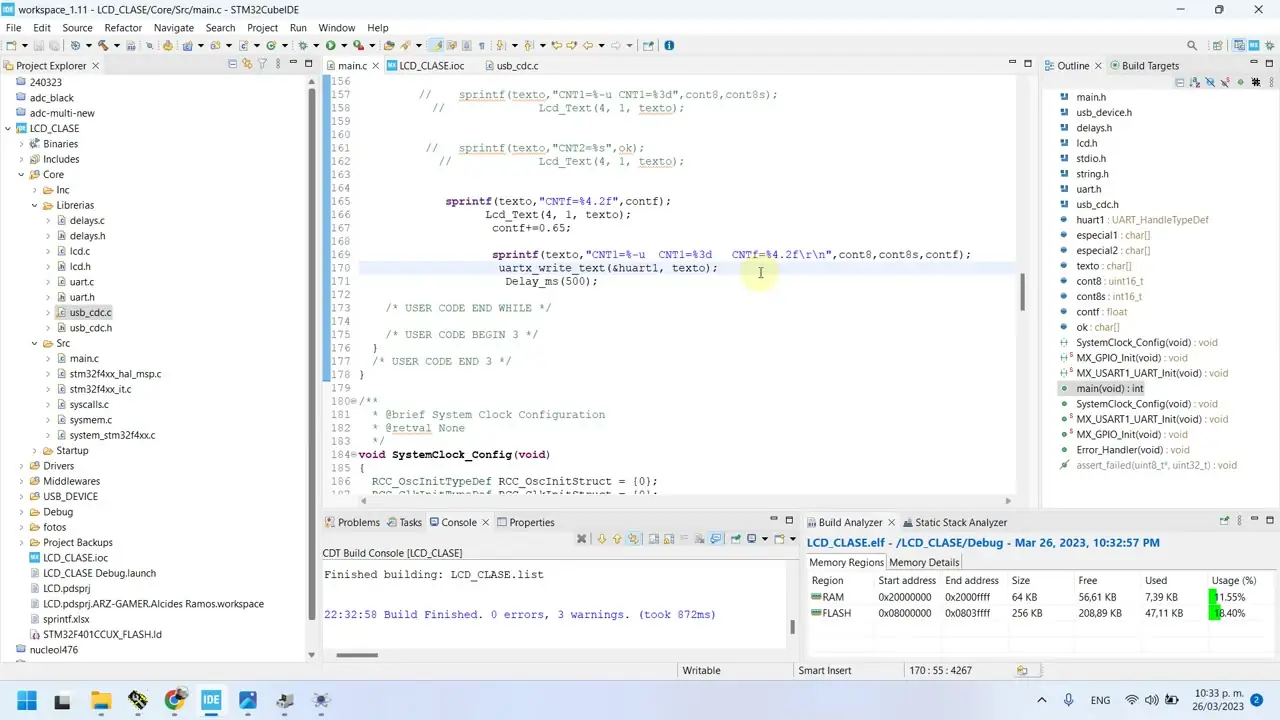 workspace_1.11 - LCD_CLASE/Core/Src/main.c - STM32CubeIDE
File Edit Source Refactor Navigate Search Project Run Window Help
Project Explorer
240323
adc_black
adc-multi-new
LCD_CLASE
Binaries
Includes
Core
Inc
Librerias
delays.c
delays.h
lcd.c
lcd.h
uart.c
uart.h
usb_cdc.c
usb_cdc.h
Src
main.c
stm32f4xx_hal_msp.c
stm32f4xx_it.c
syscalls.c
sysmem.c
system_stm32f4xx.c
Startup
Drivers
Middlewares
USB_DEVICE
Debug
fotos
Project Backups
LCD_CLASE.ioc
LCD_CLASE Debug.launch
LCD.pdsprj
LCD.pdsprj.ARZ-GAMER.Alcides Ramos.workspace
sprintf.xlsx
STM32F401CCUX_FLASH.ld
nucleol476
main.c LCD_CLASE.ioc usb_cdc.c
156
157 // sprintf(texto,"CNT1=%-u CNT1=%3d",cont8,cont8s);
158 // Lcd_Text(4, 1, texto);
159
160
161 // sprintf(texto,"CNT2=%s",ok);
162 // Lcd_Text(4, 1, texto);
163
164
165 sprintf(texto,"CNTf=%4.2f",contf);
166 Lcd_Text(4, 1, texto);
167 contf+=0.65;
168
169 sprintf(texto,"CNT1=%-u CNT1=%3d CNTf=%4.2f\r\n",cont8,cont8s,contf);
170 uartx_write_text(&huart1, texto);
171 Delay_ms(500);
172
173 /* USER CODE END WHILE */
174
175 /* USER CODE BEGIN 3 */
176 }
177 /* USER CODE END 3 */
178 }
179
180 /**
181 * @brief System Clock Configuration
182 * @retval None
183 */
184 void SystemClock_Config(void)
185 {
186 RCC_OscInitTypeDef RCC_OscInitStruct = {0};
187 RCC_ClkInitTypeDef RCC_ClkInitStruct = {0};
Outline Build Targets
main.h
usb_device.h
delays.h
lcd.h
stdio.h
string.h
uart.h
usb_cdc.h
huart1 : UART_HandleTypeDef
especial1 : char[]
especial2 : char[]
texto : char[]
cont8 : uint16_t
cont8s : int16_t
contf : float
ok : char[]
SystemClock_Config(void) : void
MX_GPIO_Init(void) : void
MX_USART1_UART_Init(void) : void
main(void) : int
SystemClock_Config(void) : void
MX_USART1_UART_Init(void) : void
MX_GPIO_Init(void) : void
Error_Handler(void) : void
assert_failed(uint8_t*, uint32_t) : void
Problems Tasks Console Properties
CDT Build Console [LCD_CLASE]
Finished building: LCD_CLASE.list
22:32:58 Build Finished. 0 errors, 3 warnings. (took 872ms)
Build Analyzer Static Stack Analyzer
LCD_CLASE.elf - /LCD_CLASE/Debug - Mar 26, 2023, 10:32:57 PM
Memory Regions Memory Details
Region Start address End address Size Free Used Usage (%)
RAM 0x20000000 0x2000ffff 64 KB 56,61 KB 7,39 KB 11.55%
FLASH 0x08000000 0x0803ffff 256 KB 208,89 KB 47,11 KB 18.40%
Writable Smart Insert 170 : 55 : 4267
IDE
ENG
10:33 p. m.
26/03/2023
2